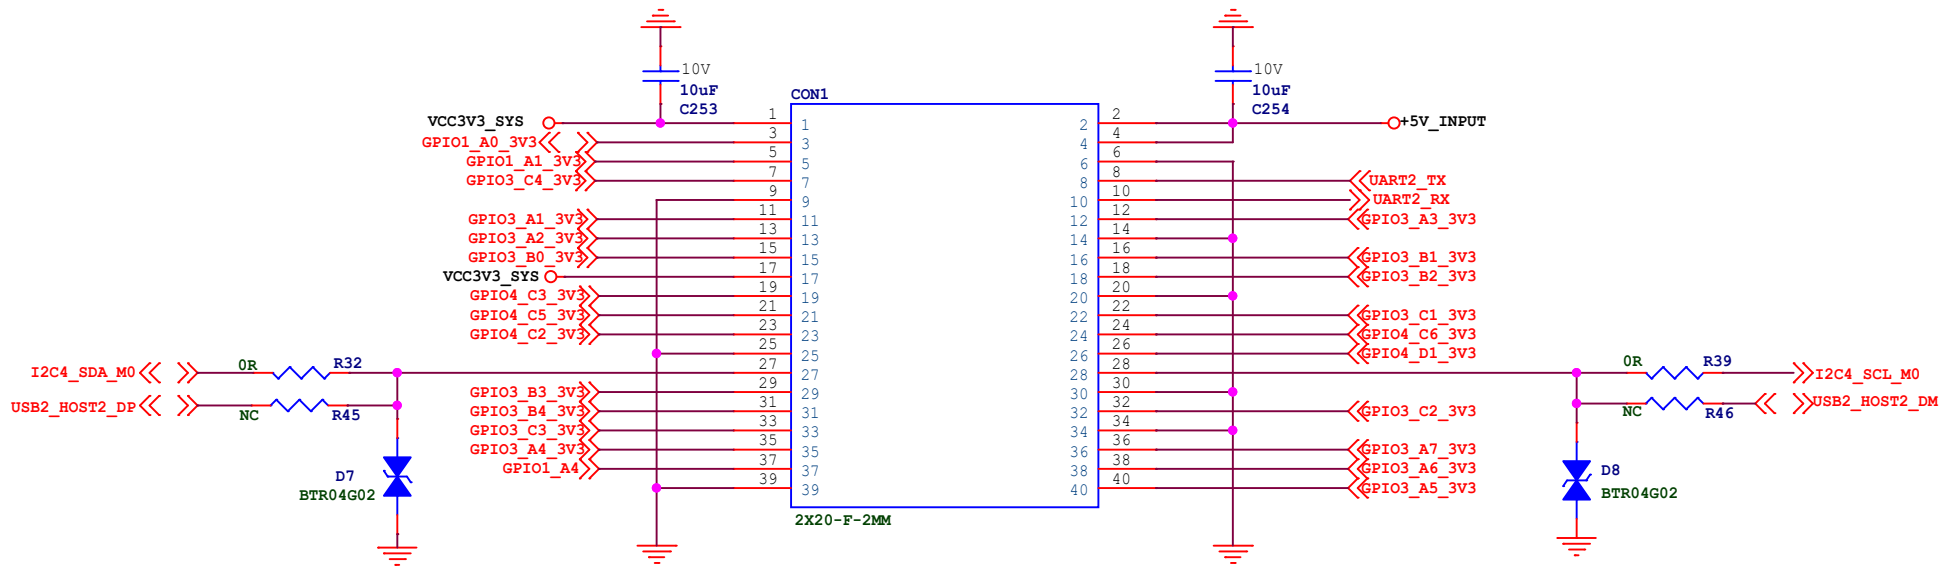 10V
10uF
C253
10V
10uF
C254
CON1
VCC3V3_SYS 1 1 2 2 +5V_INPUT
GPIO1_A0_3V3 3 3 4 4
GPIO1_A1_3V3 5 5 6 6
GPIO3_C4_3V3 7 7 8 8 UART2_TX
9 9 10 10 UART2_RX
GPIO3_A1_3V3 11 11 12 12 GPIO3_A3_3V3
GPIO3_A2_3V3 13 13 14 14
GPIO3_B0_3V3 15 15 16 16 GPIO3_B1_3V3
VCC3V3_SYS 17 17 18 18 GPIO3_B2_3V3
GPIO4_C3_3V3 19 19 20 20
GPIO4_C5_3V3 21 21 22 22 GPIO3_C1_3V3
GPIO4_C2_3V3 23 23 24 24 GPIO4_C6_3V3
25 25 26 26 GPIO4_D1_3V3
I2C4_SDA_M0 0R R32 27 27 28 28 0R R39 I2C4_SCL_M0
GPIO3_B3_3V3 29 29 30 30
USB2_HOST2_DP NC R45 GPIO3_B4_3V3 31 31 32 32 GPIO3_C2_3V3 NC R46 USB2_HOST2_DM
GPIO3_C3_3V3 33 33 34 34
GPIO3_A4_3V3 35 35 36 36 GPIO3_A7_3V3
GPIO1_A4 37 37 38 38 GPIO3_A6_3V3
39 39 40 40 GPIO3_A5_3V3
D7
BTR04G02
D8
BTR04G02
2X20-F-2MM